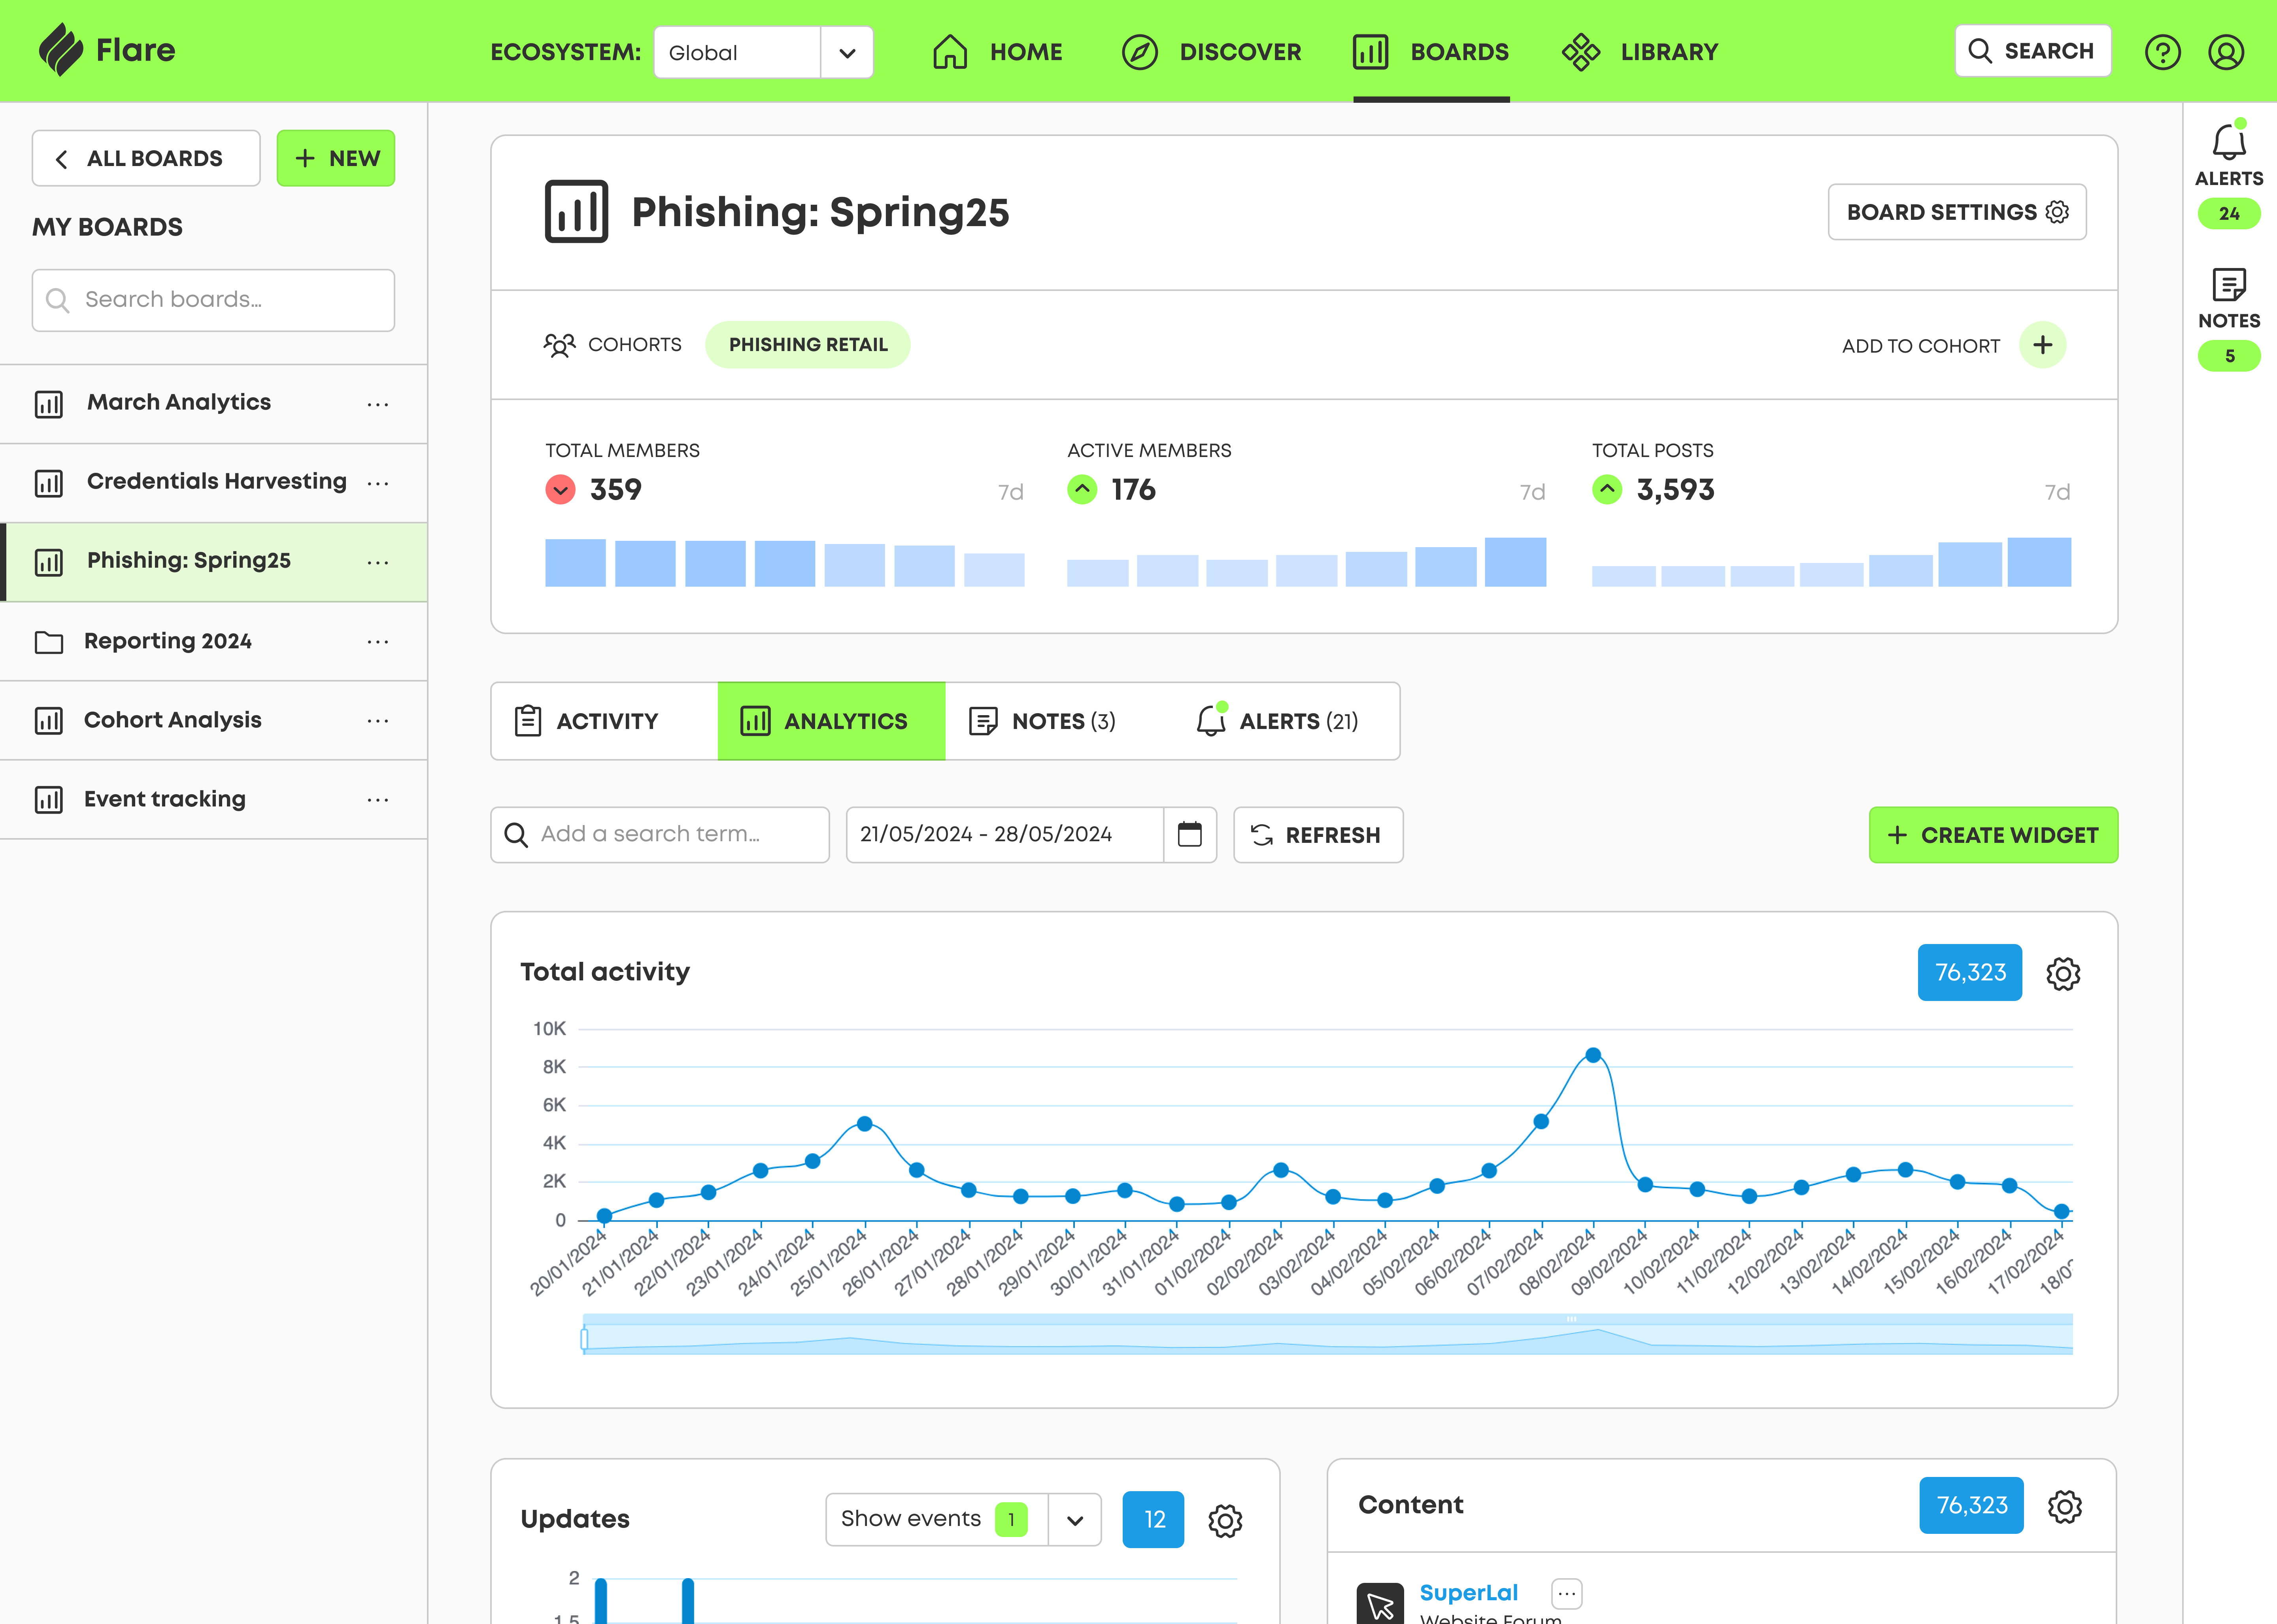 Flare
ECOSYSTEM: Global
HOME
DISCOVER
BOARDS
LIBRARY
SEARCH
ALL BOARDS
+ NEW
MY BOARDS
Search boards...
March Analytics
Credentials Harvesting
Phishing: Spring25
Reporting 2024
Cohort Analysis
Event tracking
Phishing: Spring25
BOARD SETTINGS
COHORTS PHISHING RETAIL
ADD TO COHORT +
TOTAL MEMBERS
359 7d
ACTIVE MEMBERS
176 7d
TOTAL POSTS
3,593 7d
ACTIVITY
ANALYTICS
NOTES (3)
ALERTS (21)
Add a search term...
21/05/2024 - 28/05/2024
REFRESH
+ CREATE WIDGET
Total activity
76,323
10K
8K
6K
4K
2K
0
20/01/2024
21/01/2024
22/01/2024
23/01/2024
24/01/2024
25/01/2024
26/01/2024
27/01/2024
28/01/2024
29/01/2024
30/01/2024
31/01/2024
01/02/2024
02/02/2024
03/02/2024
04/02/2024
05/02/2024
06/02/2024
07/02/2024
08/02/2024
09/02/2024
10/02/2024
11/02/2024
12/02/2024
13/02/2024
14/02/2024
15/02/2024
16/02/2024
17/02/2024
18/0
Updates
Show events 1
12
2
1.5
Content
76,323
SuperLal
Website Forum
ALERTS
24
NOTES
5